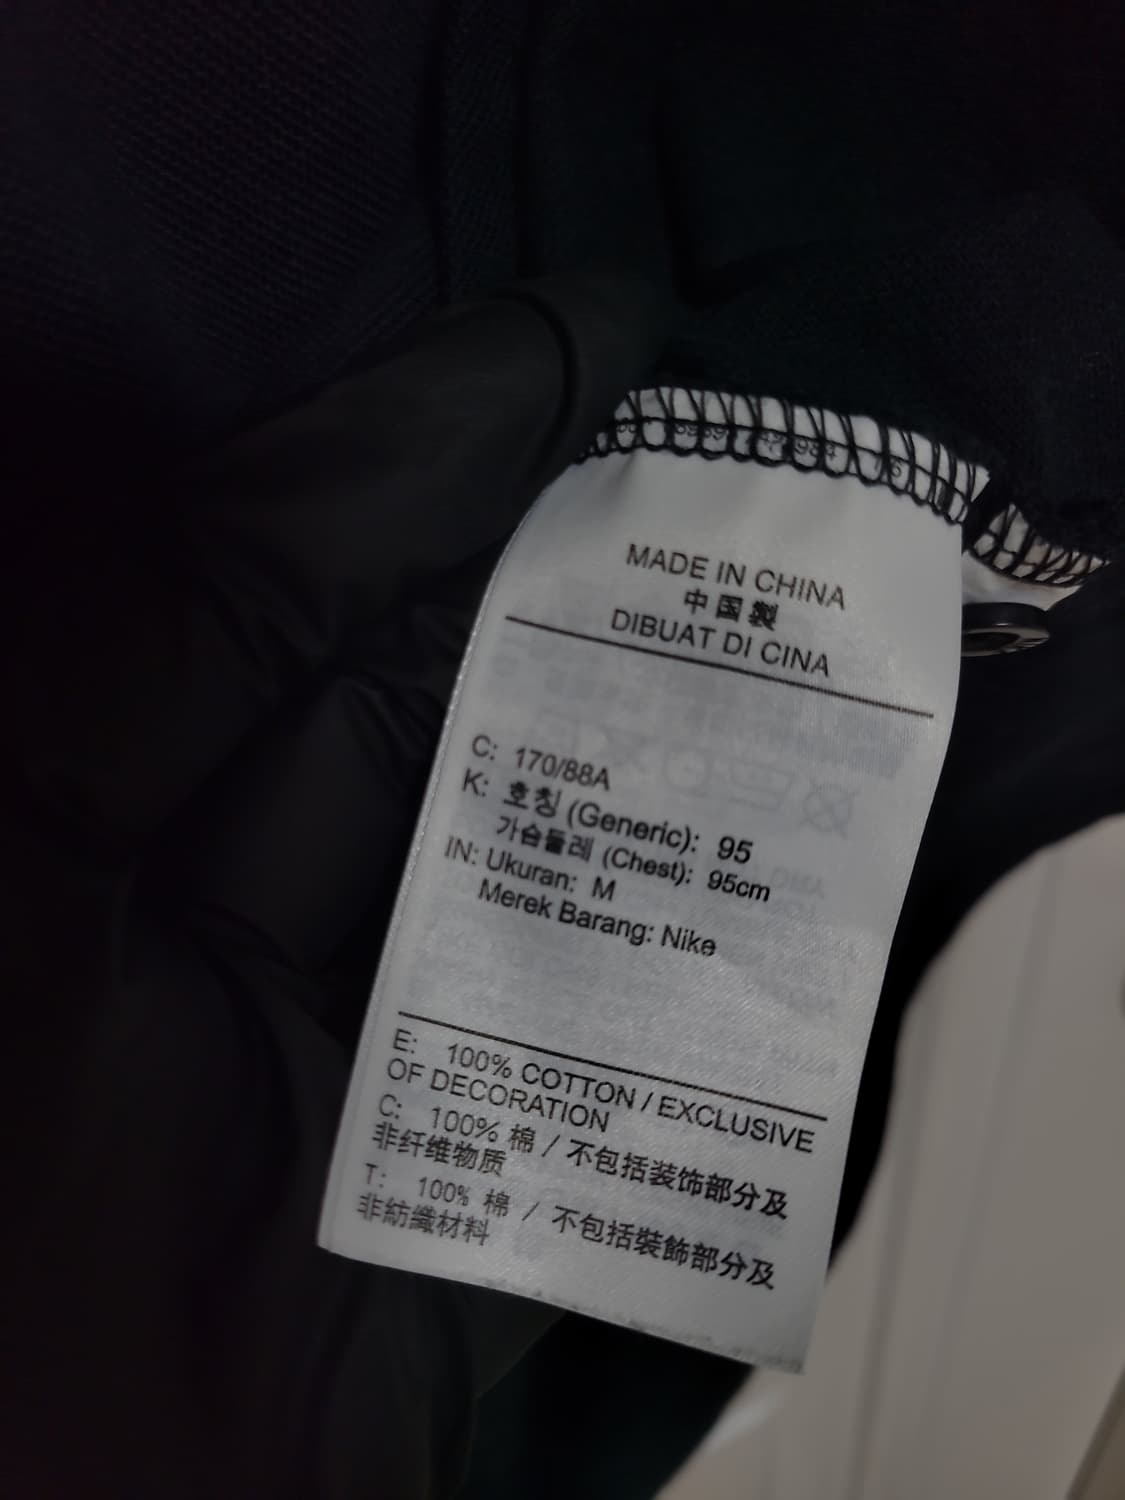 MADE IN CHINA
中国製
DIBUAT DI CINA
C: 170/88A
K: 호칭 (Generic): 95
가슴둘레 (Chest): 95cm
IN: Ukuran: M
Merek Barang: Nike
E: 100% COTTON / EXCLUSIVE
OF DECORATION
C: 100% 棉 / 不包括装饰部分及
非纤维物质
T: 100% 棉 / 不包括裝飾部分及
非紡織材料